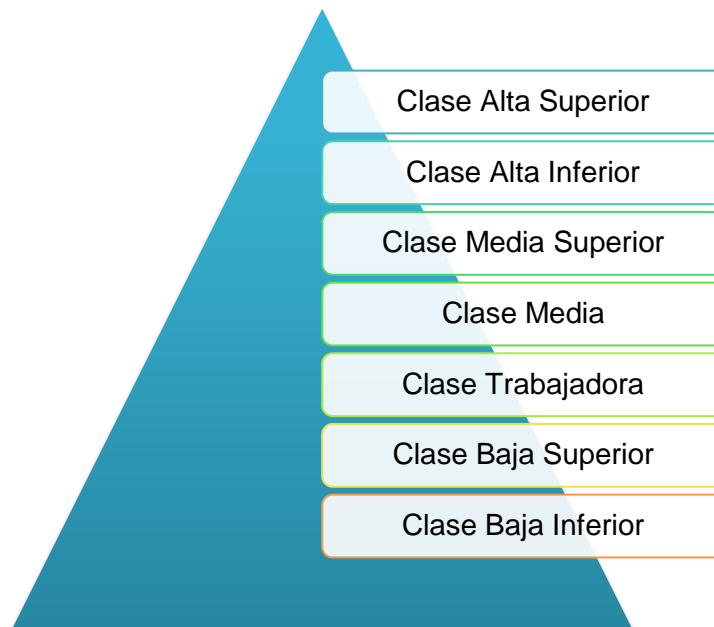 Clase Alta Superior
Clase Alta Inferior
Clase Media Superior
Clase Media
Clase Trabajadora
Clase Baja Superior
Clase Baja Inferior